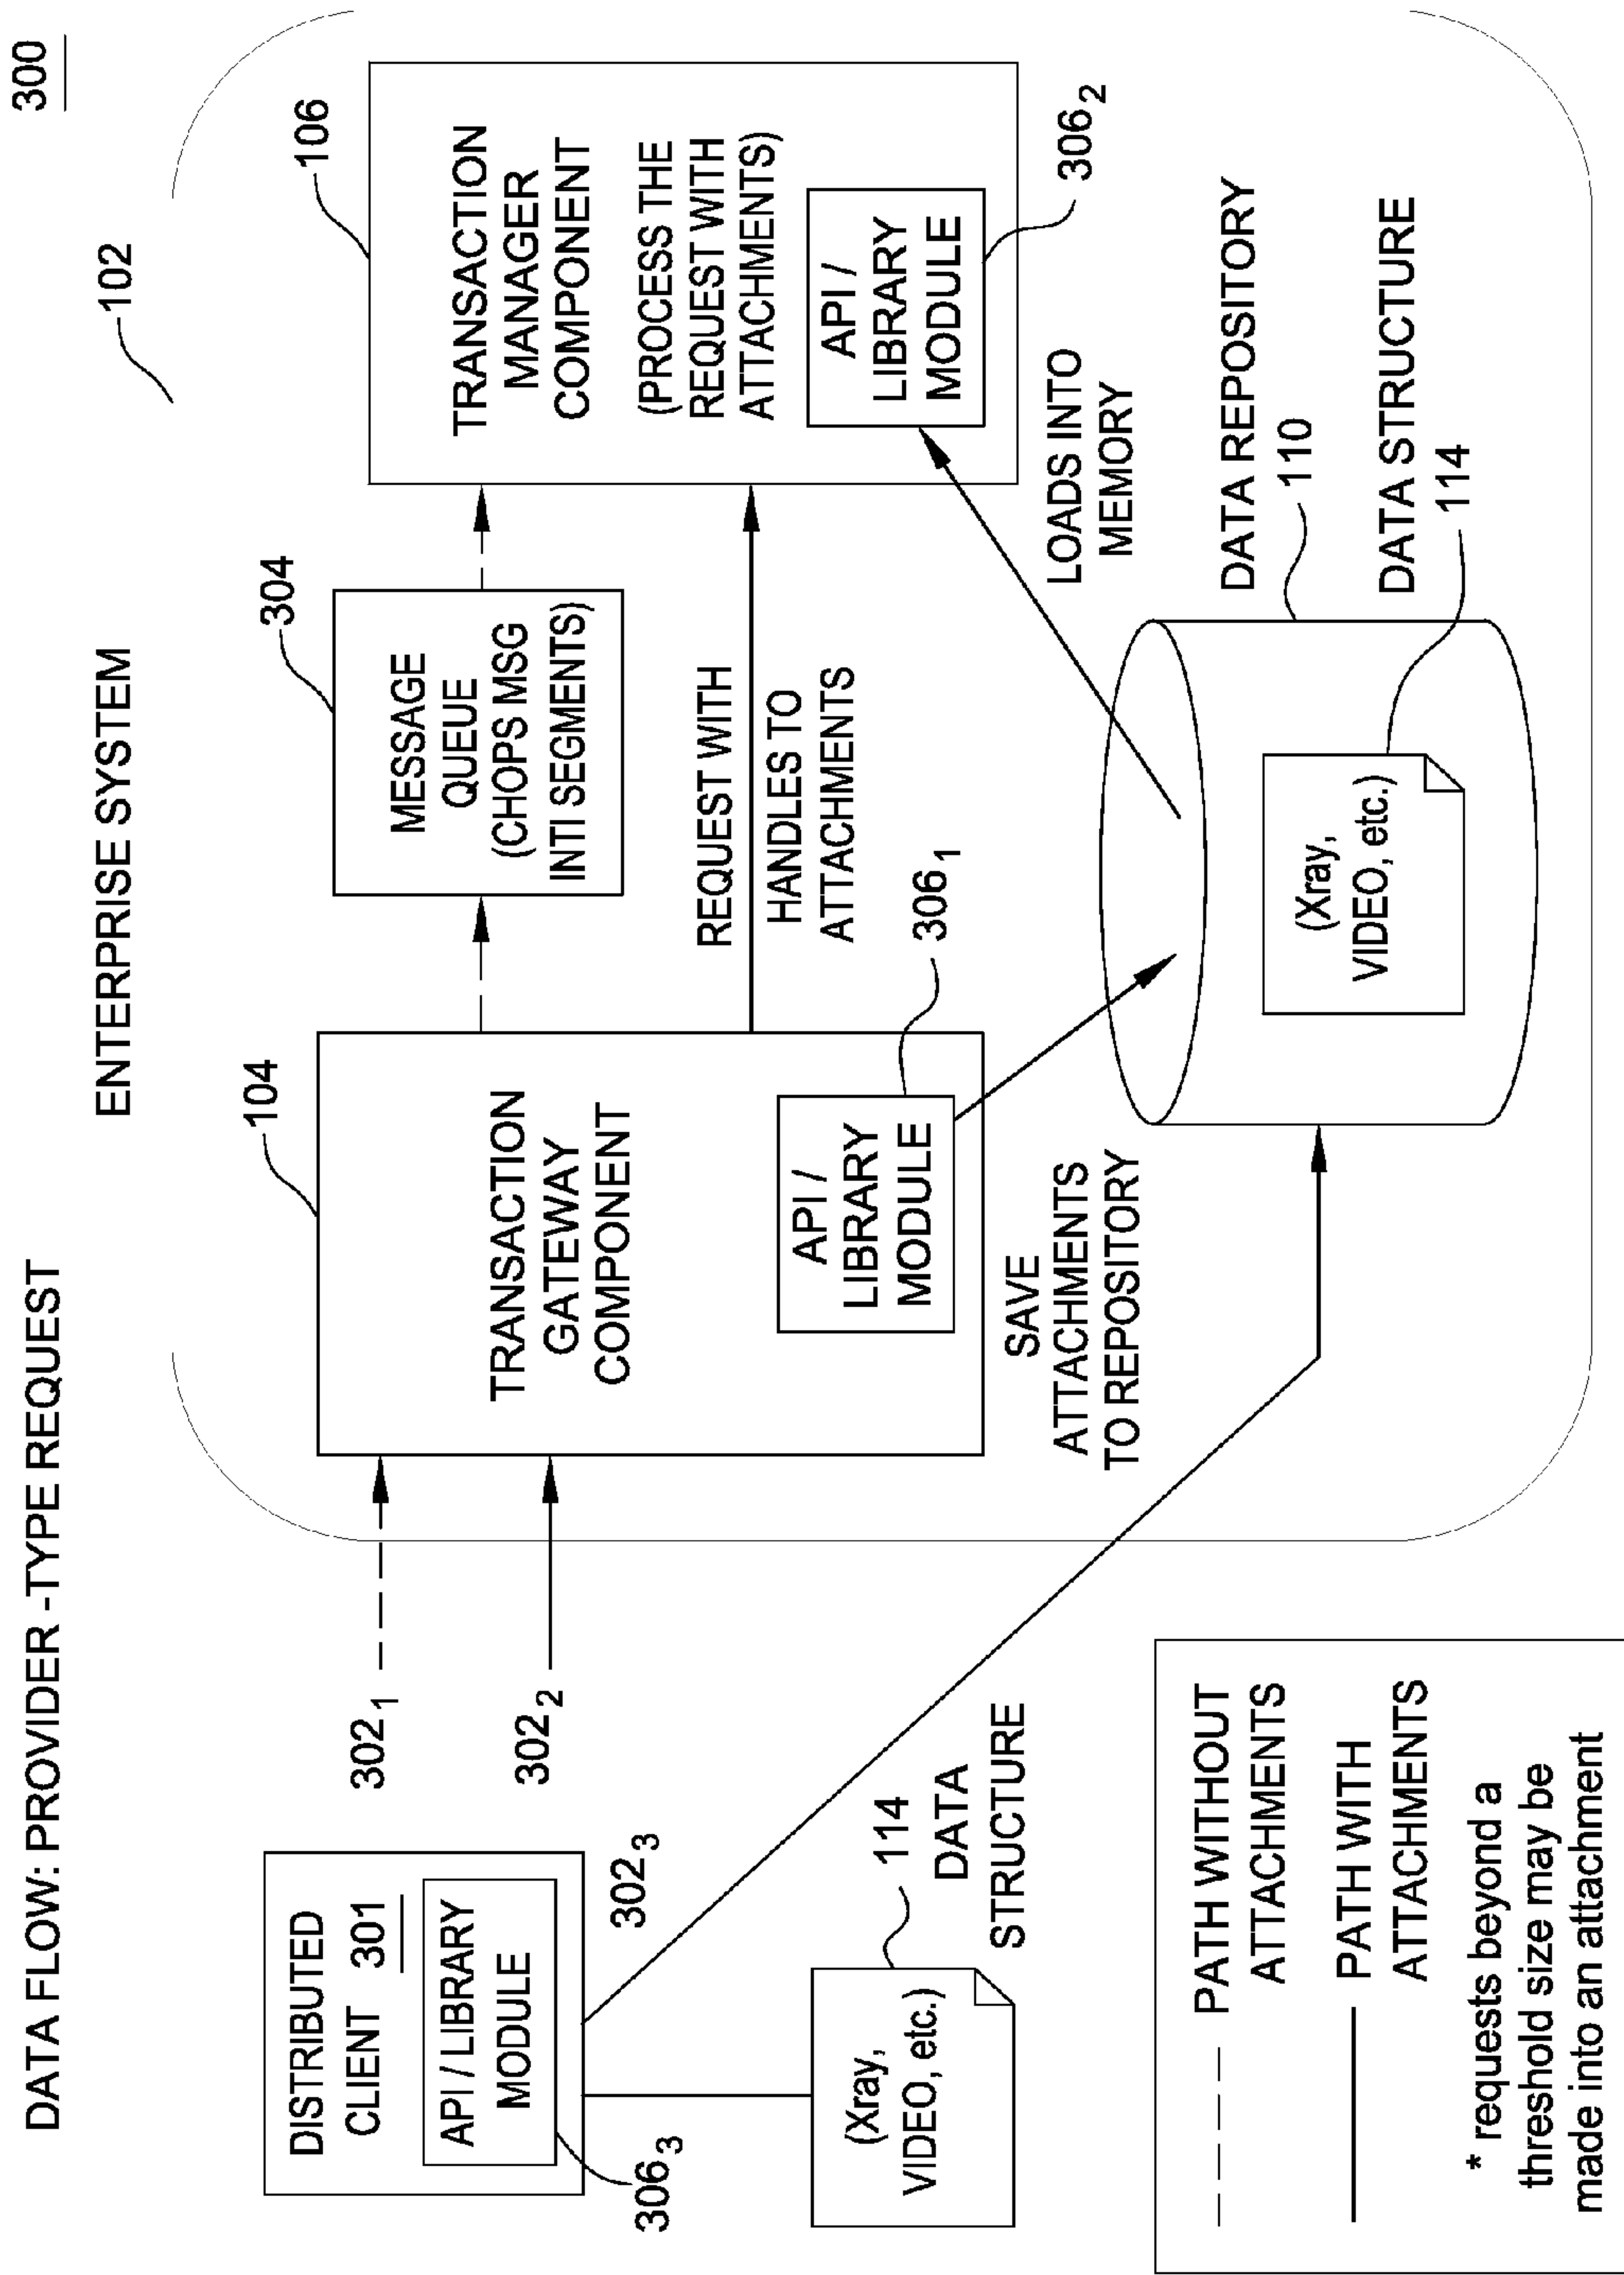 300
DATA FLOW: PROVIDER -TYPE REQUEST
ENTERPRISE SYSTEM
102
DISTRIBUTED
CLIENT 301
API / LIBRARY
MODULE
306₃
302₃
(Xray,
VIDEO, etc.)
114
DATA
STRUCTURE
302₁
302₂
104
TRANSACTION
GATEWAY
COMPONENT
API /
LIBRARY
MODULE
306₁
304
MESSAGE
QUEUE
(CHOPS MSG
INTI SEGMENTS)
REQUEST WITH
HANDLES TO
ATTACHMENTS
106
TRANSACTION
MANAGER
COMPONENT
(PROCESS THE
REQUEST WITH
ATTACHMENTS)
API /
LIBRARY
MODULE
306₂
SAVE
ATTACHMENTS
TO REPOSITORY
LOADS INTO
MEMORY
DATA REPOSITORY
110
DATA STRUCTURE
114
(Xray,
VIDEO, etc.)
PATH WITHOUT
ATTACHMENTS
PATH WITH
ATTACHMENTS
* requests beyond a
threshold size may be
made into an attachment